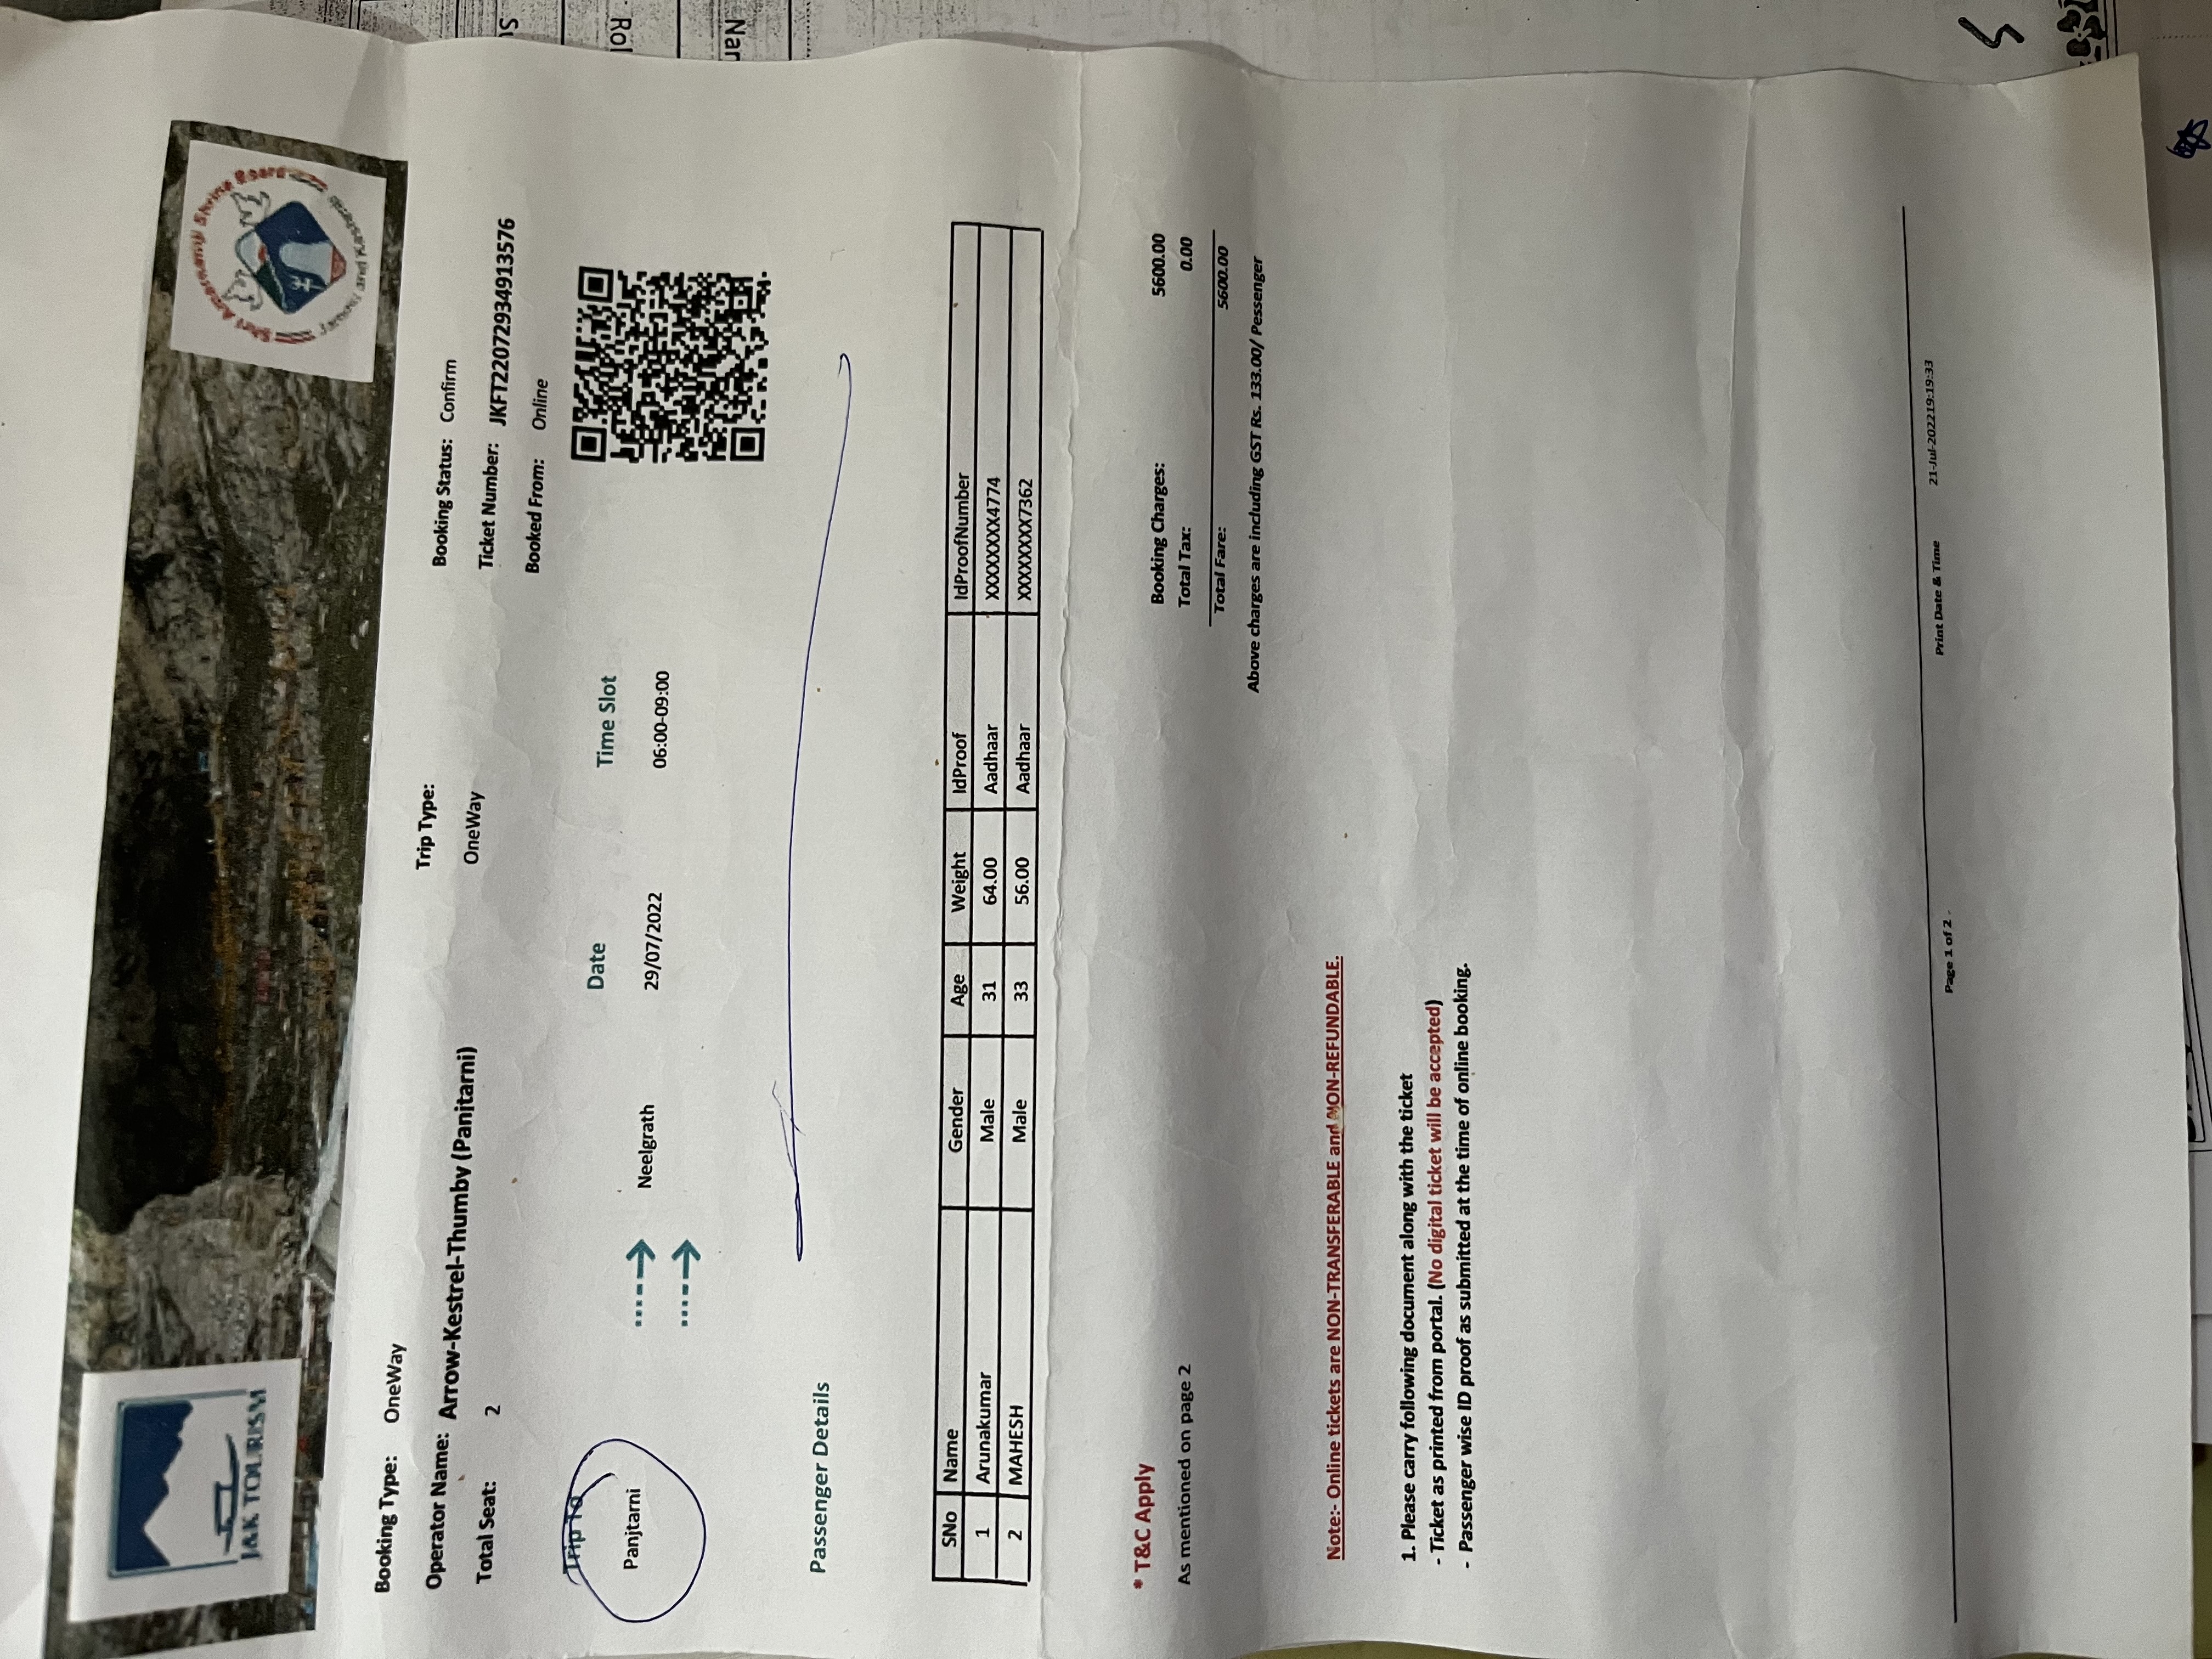 J&K TOURISM
Shri Amarnathji Shrine Board
Jammu and Kashmir
Booking Type: OneWay
Operator Name: Arrow-Kestrel-Thumby (Panjtarni)
Total Seat: 2
Trip Type:
OneWay
Booking Status: Confirm
Ticket Number: JKFT22072934913576
Booked From: Online
Trip To Date Time Slot
Panjtarni Neelgrath 29/07/2022 06:00-09:00
Passenger Details
SNo Name Gender Age Weight IdProof IdProofNumber
1 Arunakumar Male 31 64.00 Aadhaar XXXXXXXX4774
2 MAHESH Male 33 56.00 Aadhaar XXXXXXXX7362
* T&C Apply
As mentioned on page 2
Booking Charges: 5600.00
Total Tax: 0.00
Total Fare: 5600.00
Above charges are including GST Rs. 133.00/ Pessenger
Note:- Online tickets are NON-TRANSFERABLE and NON-REFUNDABLE.
1. Please carry following document along with the ticket
- Ticket as printed from portal. (No digital ticket will be accepted)
- Passenger wise ID proof as submitted at the time of online booking.
Page 1 of 2
Print Date & Time 21-Jul-202219:19:33
Rol
Nar